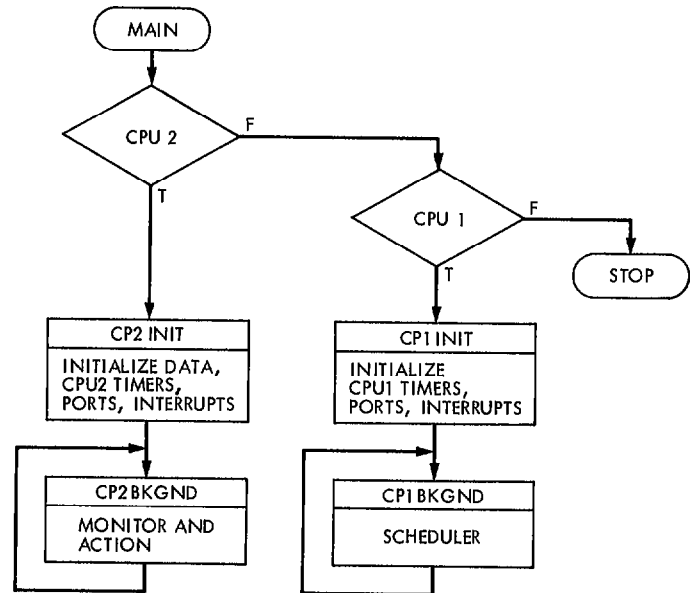 MAIN
CPU 2
F
T
CPU 1
F
T
STOP
CP2 INIT
INITIALIZE DATA,
CPU2 TIMERS,
PORTS, INTERRUPTS
CP1 INIT
INITIALIZE
CPU1 TIMERS,
PORTS, INTERRUPTS
CP2BKGND
MONITOR AND
ACTION
CP1BKGND
SCHEDULER